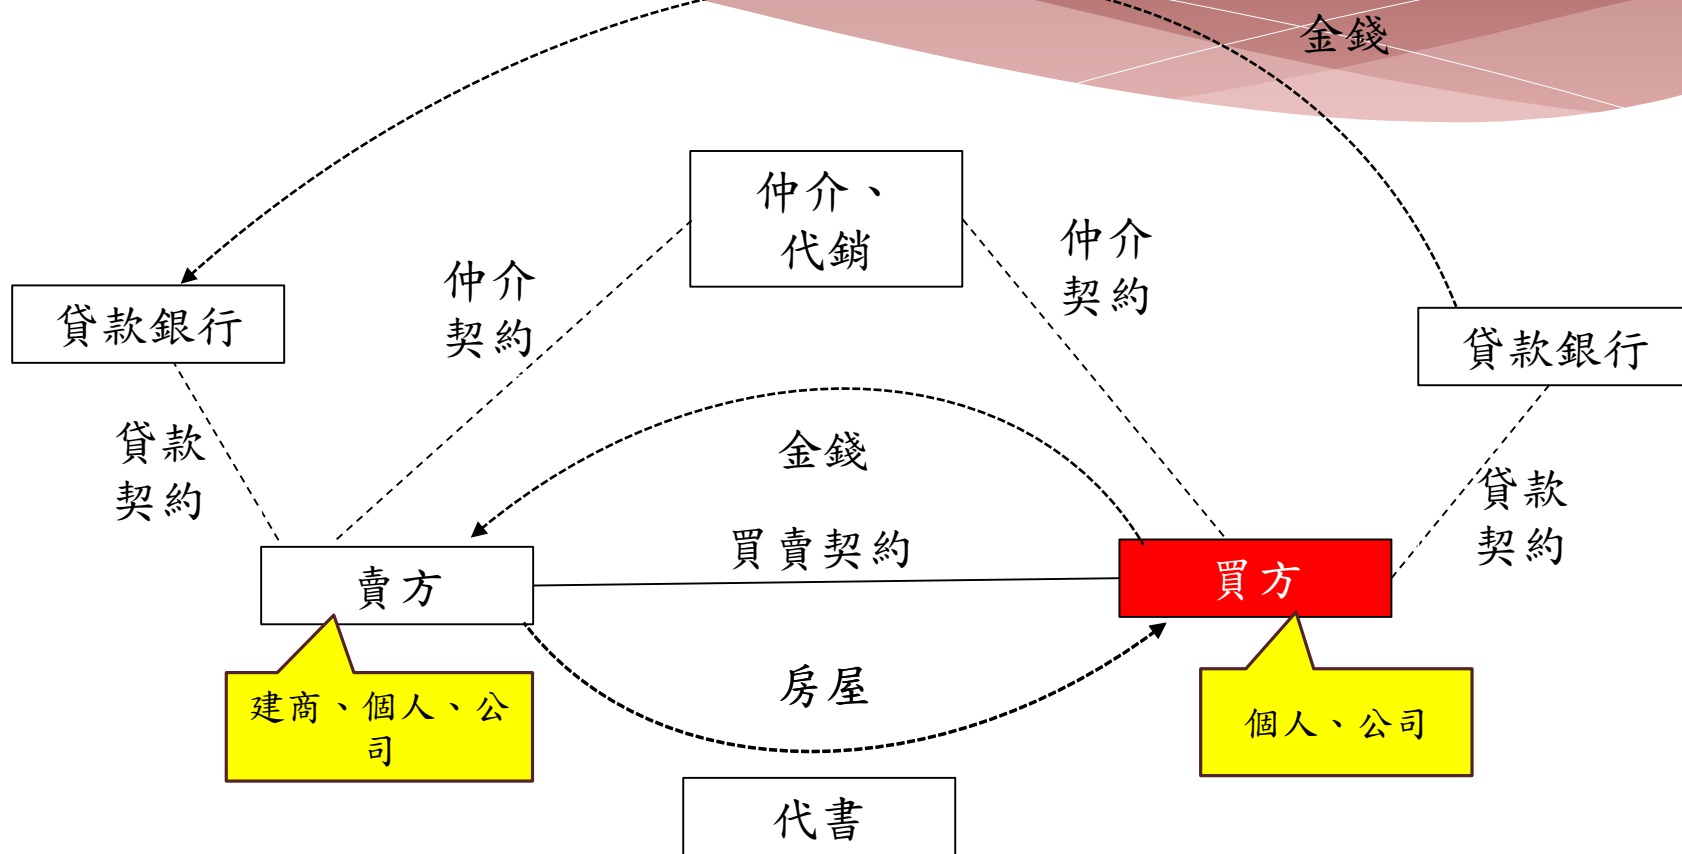 金錢
仲介、
代銷
仲介
契約
仲介
契約
貸款銀行
貸款銀行
貸款
契約
金錢
貸款
契約
買賣契約
賣方
買方
建商、個人、公
司
房屋
個人、公司
代書